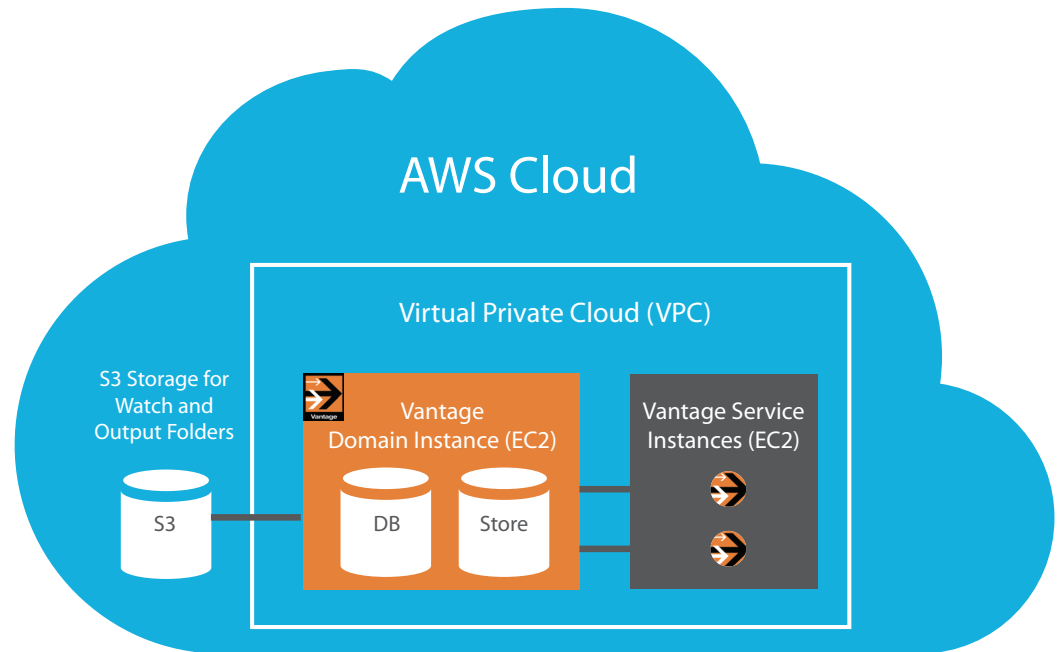 AWS Cloud
Virtual Private Cloud (VPC)
S3 Storage for
Watch and
Output Folders
S3
Vantage
Vantage
Domain Instance (EC2)
DB
Store
Vantage Service
Instances (EC2)